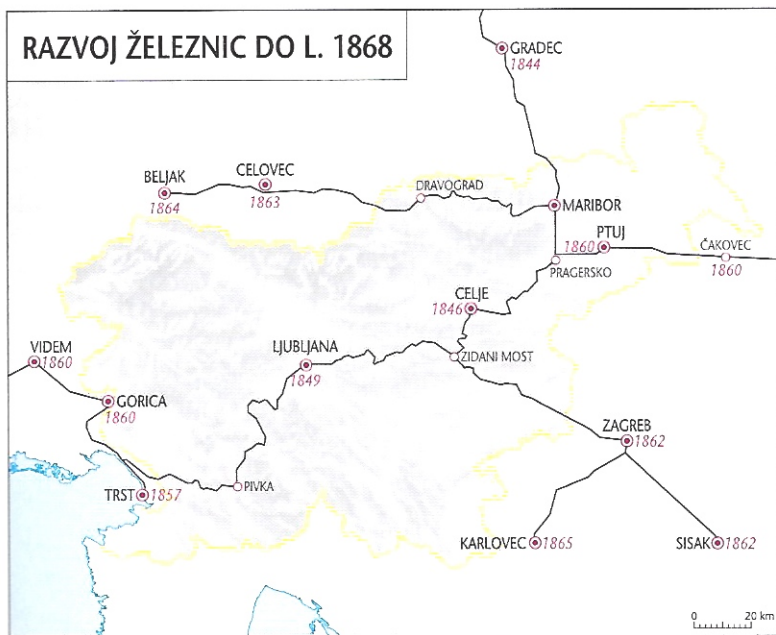 RAZVOJ ŽELEZNIC DO L. 1868
GRADEC
1844
BELJAK
1864
CELOVEC
1863
DRAVOGRAD
MARIBOR
PTUJ
1860
PRAGERSKO
ČAKOVEC
1860
CELJE
1846
VIDEM
1860
LJUBLJANA
1849
ZIDANI MOST
GORICA
1860
ZAGREB
1862
TRST
1857
PIVKA
KARLOVEC
1865
SISAK
1862
0 20 km